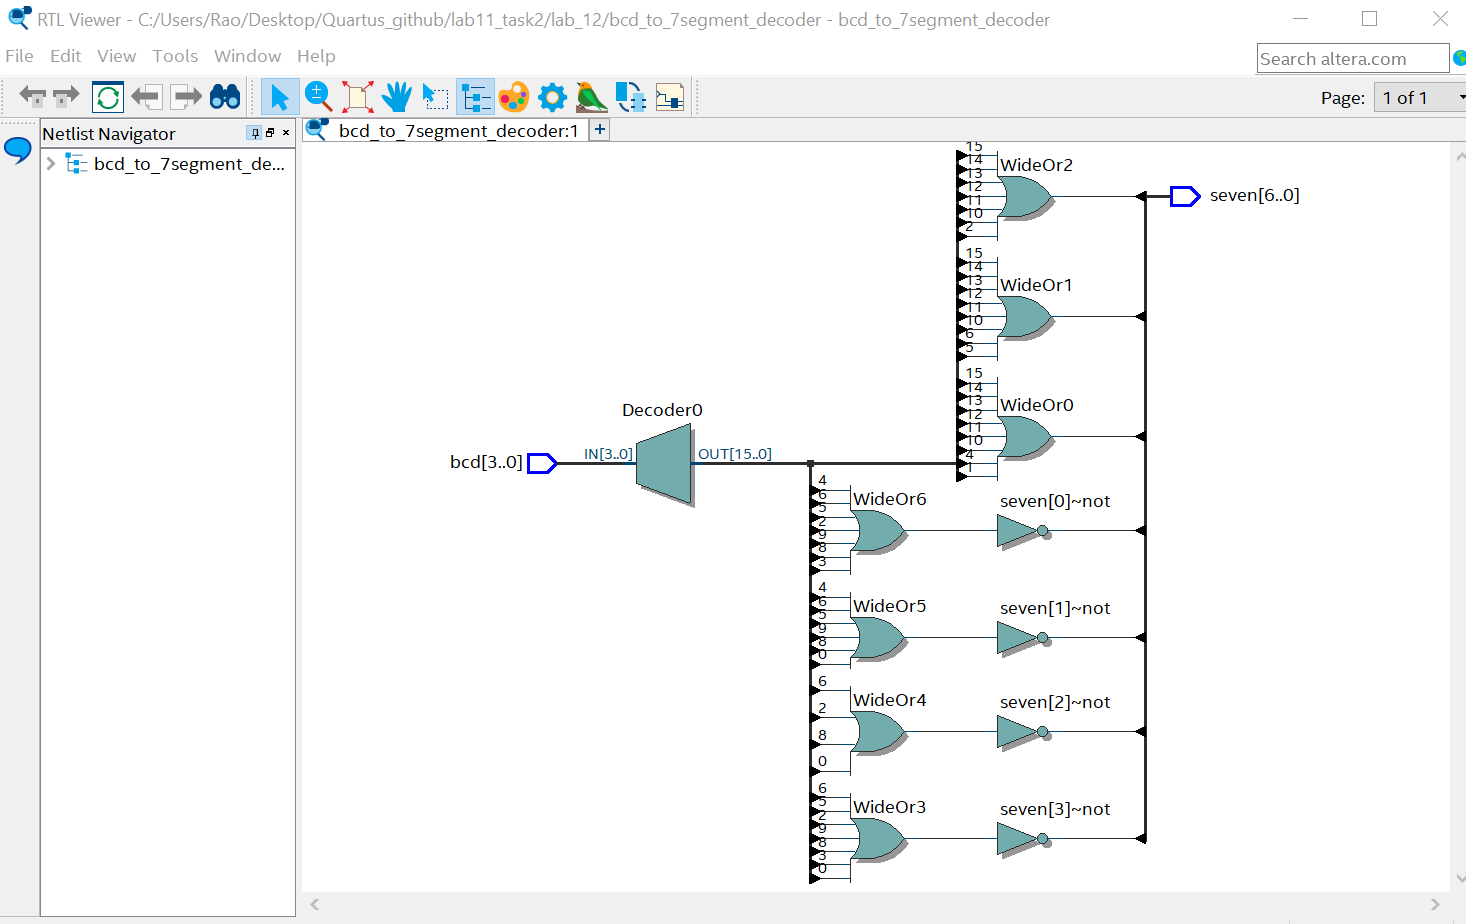 RTL Viewer - C:/Users/Rao/Desktop/Quartus_github/lab11_task2/lab_12/bcd_to_7segment_decoder - bcd_to_7segment_decoder
File Edit View Tools Window Help
Search altera.com
Page: 1 of 1
Netlist Navigator
bcd_to_7segment_decoder:1
bcd_to_7segment_de...
15
14
13
12
11
10
2
WideOr2
seven[6..0]
15
14
13
12
11
10
6
5
WideOr1
15
14
13
12
11
10
4
1
WideOr0
Decoder0
bcd[3..0]
IN[3..0]
OUT[15..0]
4
6
5
2
9
8
3
WideOr6
seven[0]~not
4
6
5
9
8
0
WideOr5
seven[1]~not
6
2
8
0
WideOr4
seven[2]~not
6
5
2
9
8
3
0
WideOr3
seven[3]~not